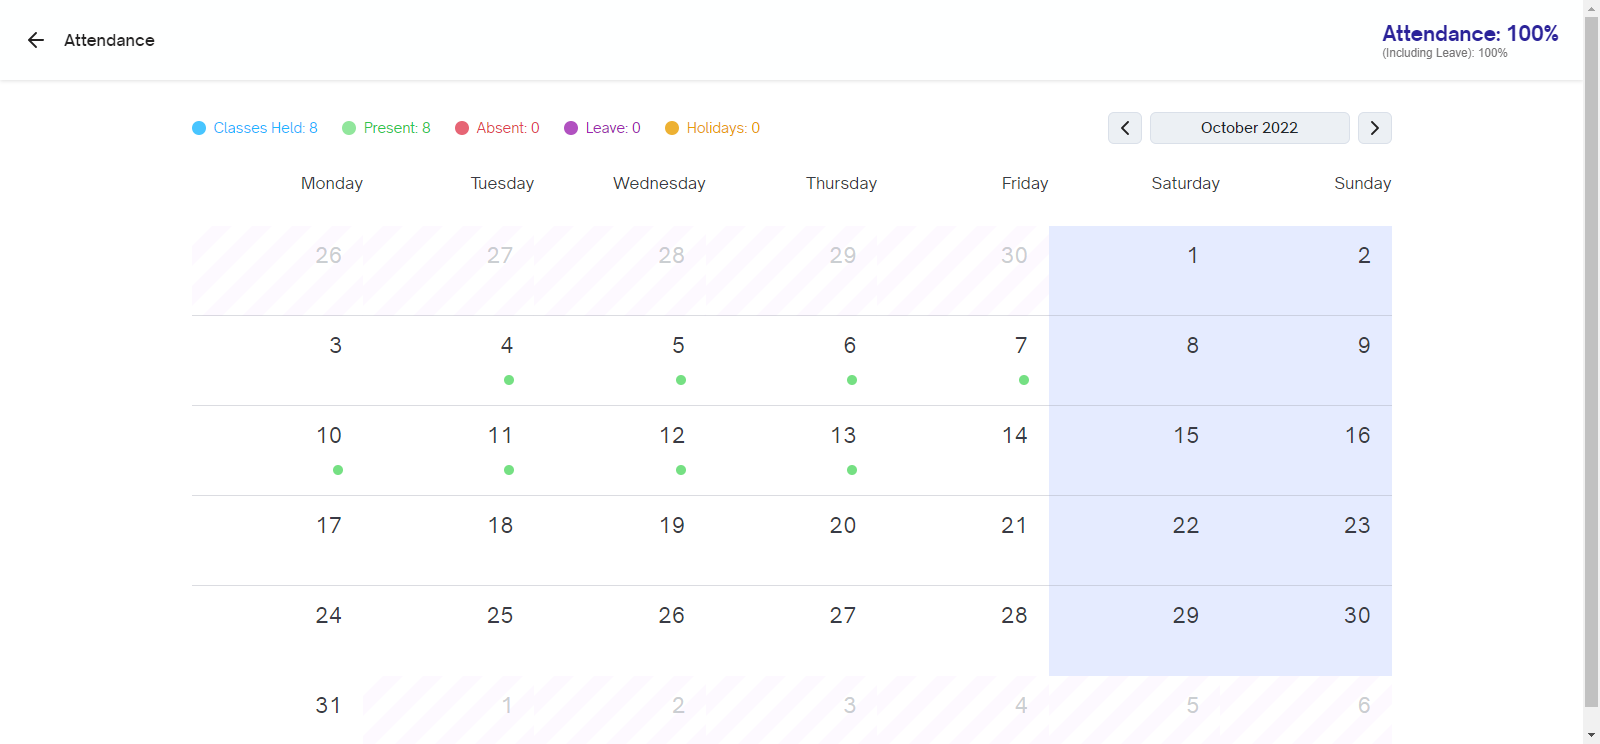 Attendance
Attendance: 100%
(Including Leave): 100%
Classes Held: 8 Present: 8 Absent: 0 Leave: 0 Holidays: 0
October 2022
Monday Tuesday Wednesday Thursday Friday Saturday Sunday
26 27 28 29 30 1 2
3 4 5 6 7 8 9
10 11 12 13 14 15 16
17 18 19 20 21 22 23
24 25 26 27 28 29 30
31 1 2 3 4 5 6